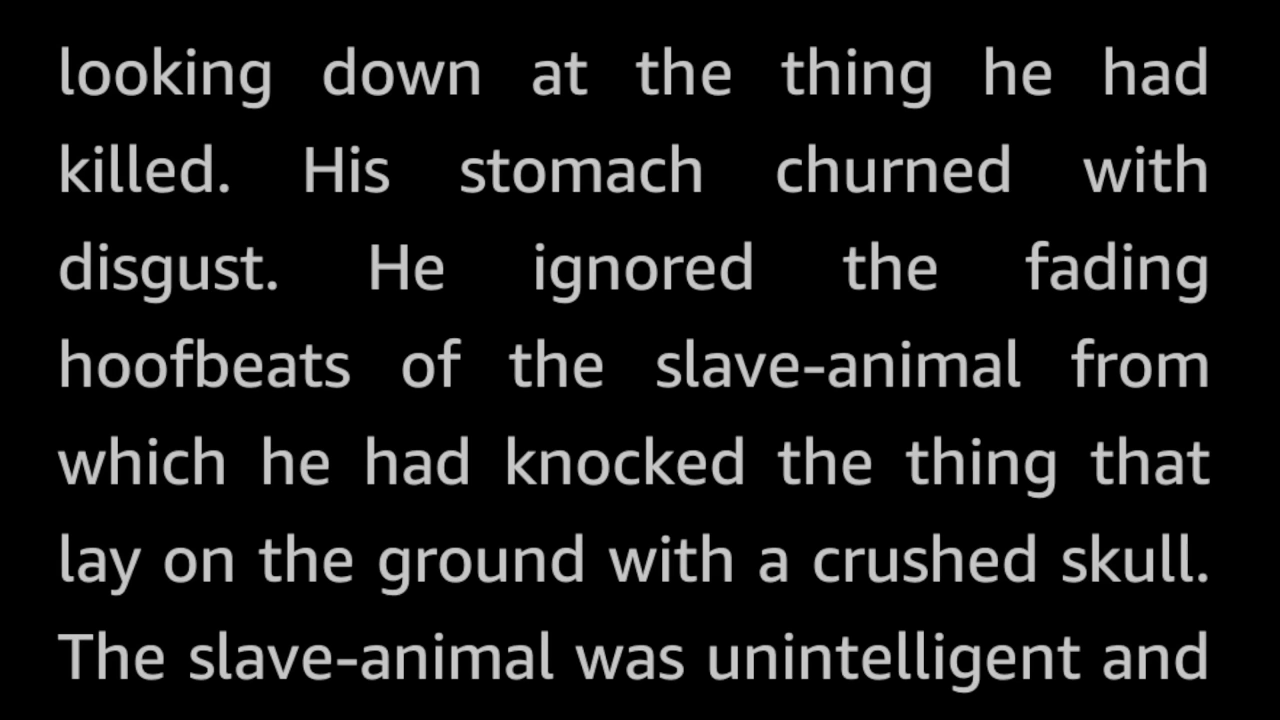 looking down at the thing he had
killed. His stomach churned with
disgust. He ignored the fading
hoofbeats of the slave-animal from
which he had knocked the thing that
lay on the ground with a crushed skull.
The slave-animal was unintelligent and